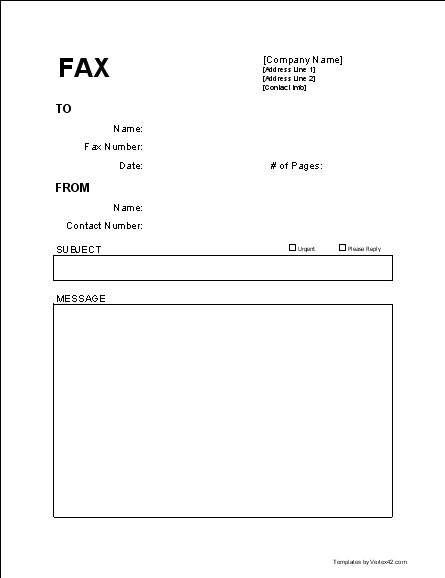 FAX
[Company Name]
[Address Line 1]
[Address Line 2]
[Contact Info]
TO
Name:
Fax Number:
Date: # of Pages:
FROM
Name:
Contact Number:
SUBJECT Urgent Please Reply
MESSAGE
Templates by Vertex42.com